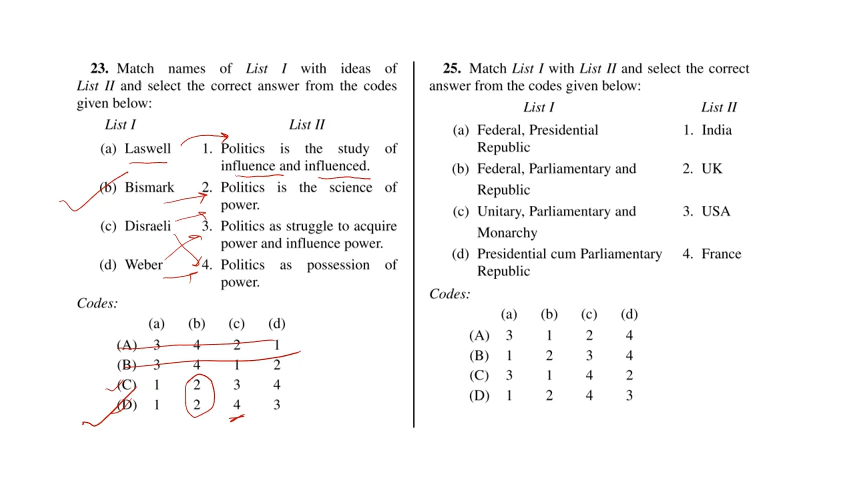 23. Match names of List I with ideas of
List II and select the correct answer from the codes
given below:
List I List II
(a) Laswell 1. Politics is the study of
influence and influenced.
(b) Bismark 2. Politics is the science of
power.
(c) Disraeli 3. Politics as struggle to acquire
power and influence power.
(d) Weber 4. Politics as possession of
power.
Codes:
(a) (b) (c) (d)
(A) 3 4 2 1
(B) 3 4 1 2
(C) 1 2 3 4
(D) 1 2 4 3
25. Match List I with List II and select the correct
answer from the codes given below:
List I List II
(a) Federal, Presidential 1. India
Republic
(b) Federal, Parliamentary and 2. UK
Republic
(c) Unitary, Parliamentary and 3. USA
Monarchy
(d) Presidential cum Parliamentary 4. France
Republic
Codes:
(a) (b) (c) (d)
(A) 3 1 2 4
(B) 1 2 3 4
(C) 3 1 4 2
(D) 1 2 4 3